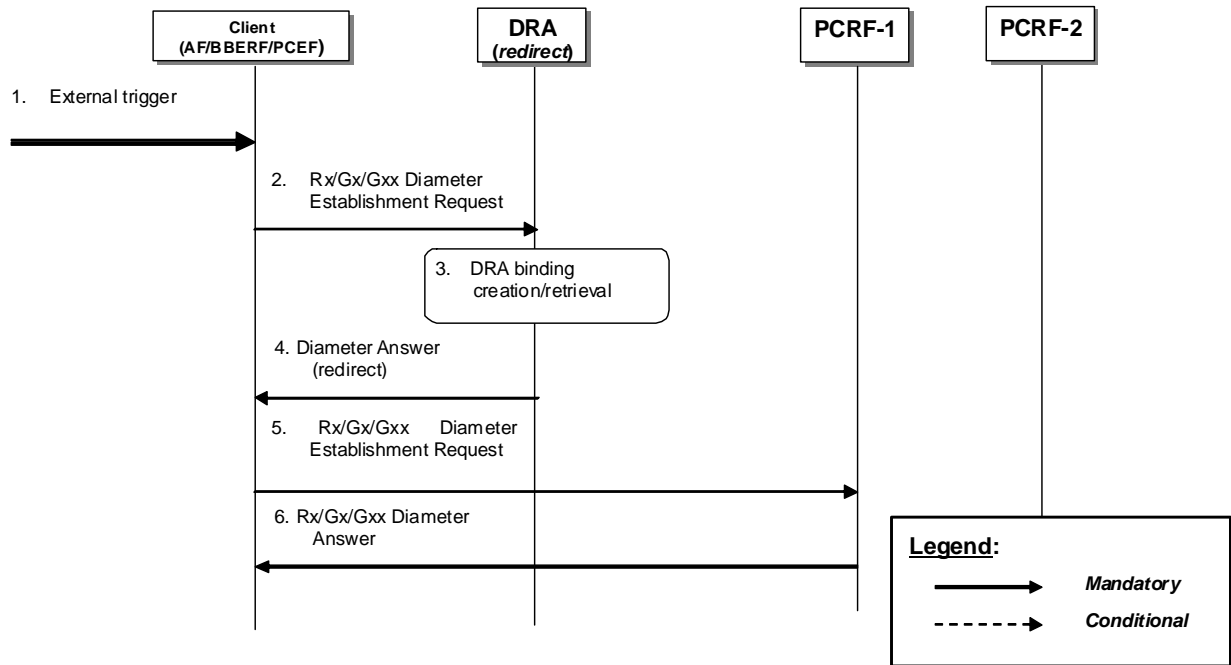 Client
(AF/BBERF/PCEF)
DRA
(redirect)
PCRF-1
PCRF-2
1. External trigger
2. Rx/Gx/Gxx Diameter
Establishment Request
3. DRA binding
creation/retrieval
4. Diameter Answer
(redirect)
5. Rx/Gx/Gxx Diameter
Establishment Request
6. Rx/Gx/Gxx Diameter
Answer
Legend:
Mandatory
Conditional